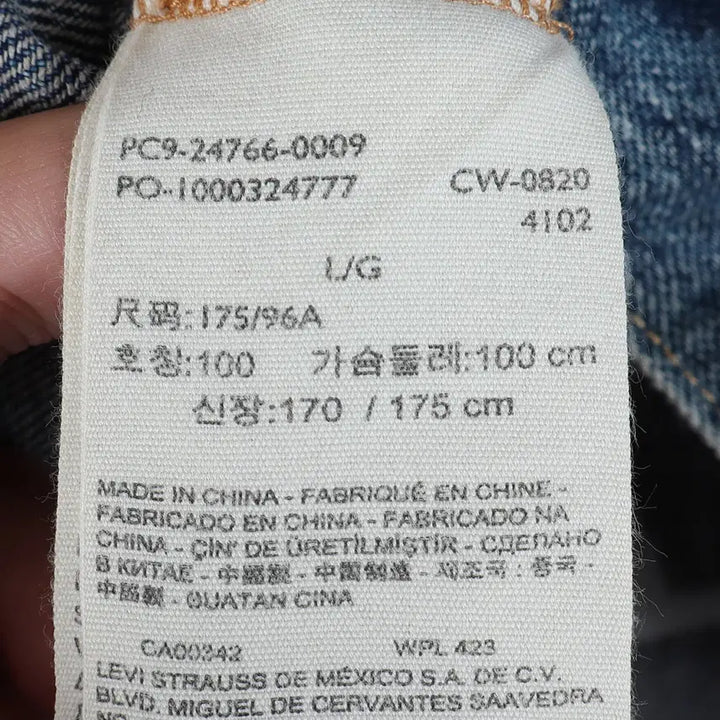 PC9-24766-0009
PO-1000324777 CW-0820
4102
L/G
尺码:175/96A
호칭:100 가슴둘레:100 cm
신장:170 / 175 cm
MADE IN CHINA - FABRIQUÉ EN CHINE -
FABRICADO EN CHINA - FABRICADO NA
CHINA - ÇİN' DE ÜRETİLMİŞTİR - СДЕЛАНО
В КИТАЕ - 中國製 - 中国制造 - 제조국 : 중국 -
中國製 - BUATAN CINA
CA00342 WPL 423
LEVI STRAUSS DE MÉXICO S.A. DE C.V.
BLVD. MIGUEL DE CERVANTES SAAVEDRA
NO